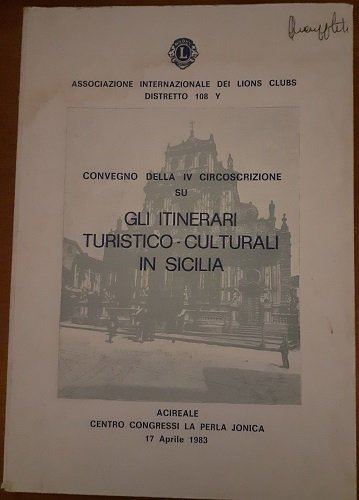 L
ASSOCIAZIONE INTERNAZIONALE DEI LIONS CLUBS
DISTRETTO 108 Y
CONVEGNO DELLA IV CIRCOSCRIZIONE
SU
GLI ITINERARI
TURISTICO - CULTURALI
IN SICILIA
ACIREALE
CENTRO CONGRESSI LA PERLA JONICA
17 Aprile 1983